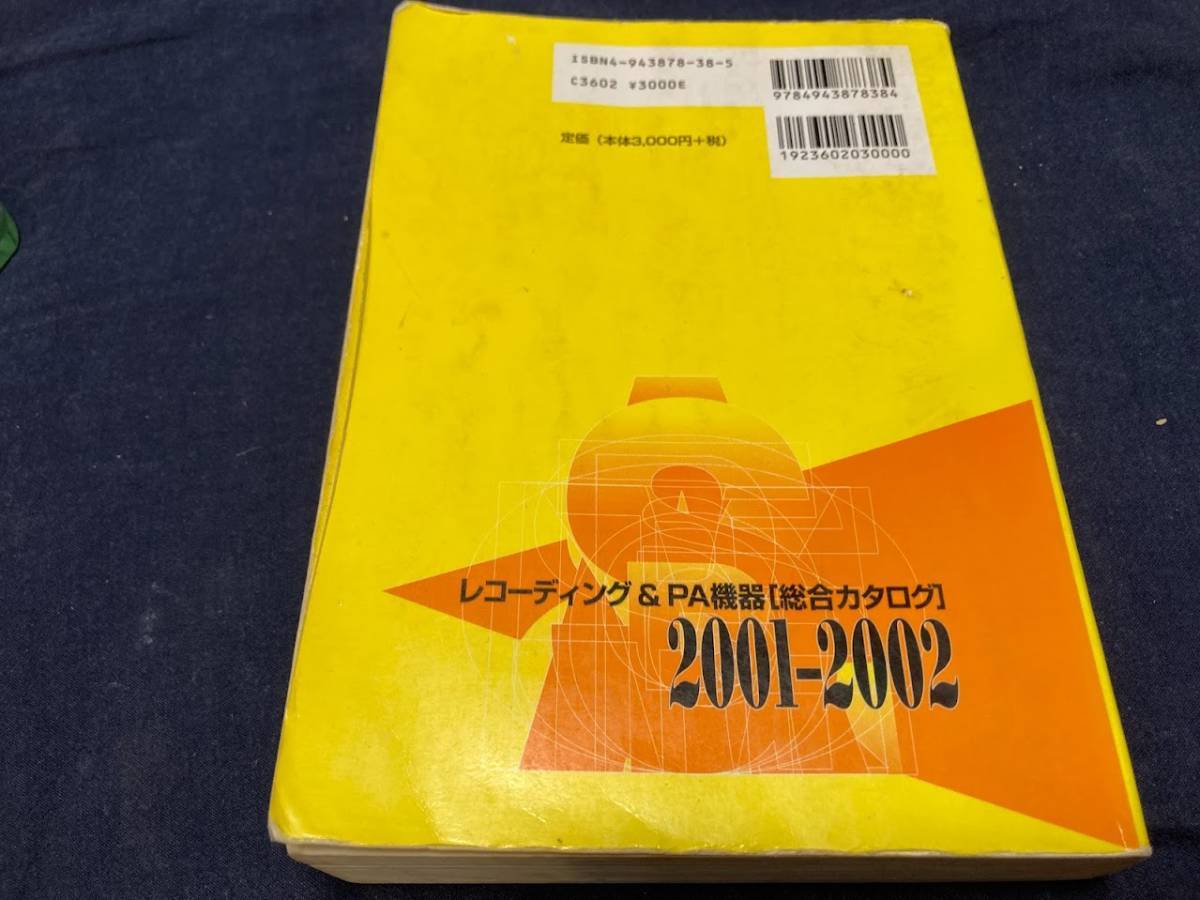 ISBN4-943878-38-5
C3602 ¥3000E
9784943878384
1923602030000
定価（本体3,000円＋税）
レコーディング＆PA機器［総合カタログ］
2001-2002